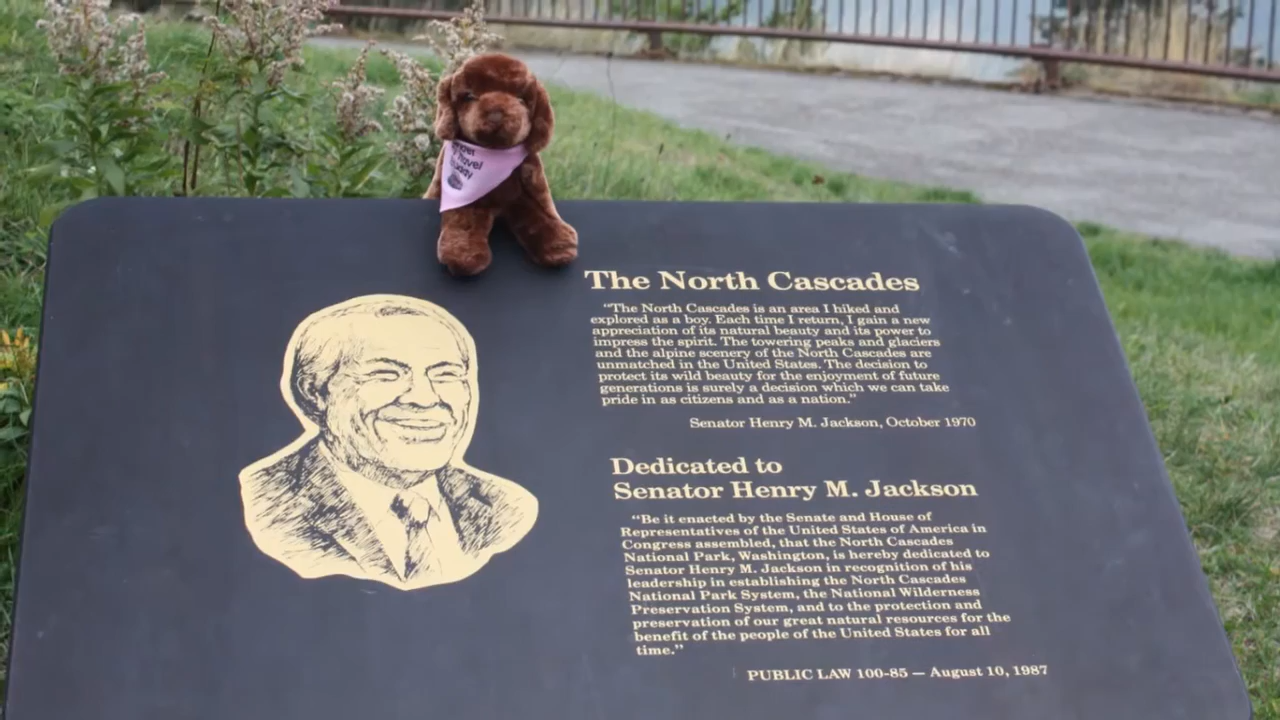 Travel
The North Cascades
“The North Cascades is an area I hiked and
explored as a boy. Each time I return, I gain a new
appreciation of its natural beauty and its power to
impress the spirit. The towering peaks and glaciers
and the alpine scenery of the North Cascades are
unmatched in the United States. The decision to
protect its wild beauty for the enjoyment of future
generations is surely a decision which we can take
pride in as citizens and as a nation.”
Senator Henry M. Jackson, October 1970
Dedicated to
Senator Henry M. Jackson
“Be it enacted by the Senate and House of
Representatives of the United States of America in
Congress assembled, that the North Cascades
National Park, Washington, is hereby dedicated to
Senator Henry M. Jackson in recognition of his
leadership in establishing the North Cascades
National Park System, the National Wilderness
Preservation System, and to the protection and
preservation of our great natural resources for the
benefit of the people of the United States for all
time.”
PUBLIC LAW 100-85 — August 10, 1987